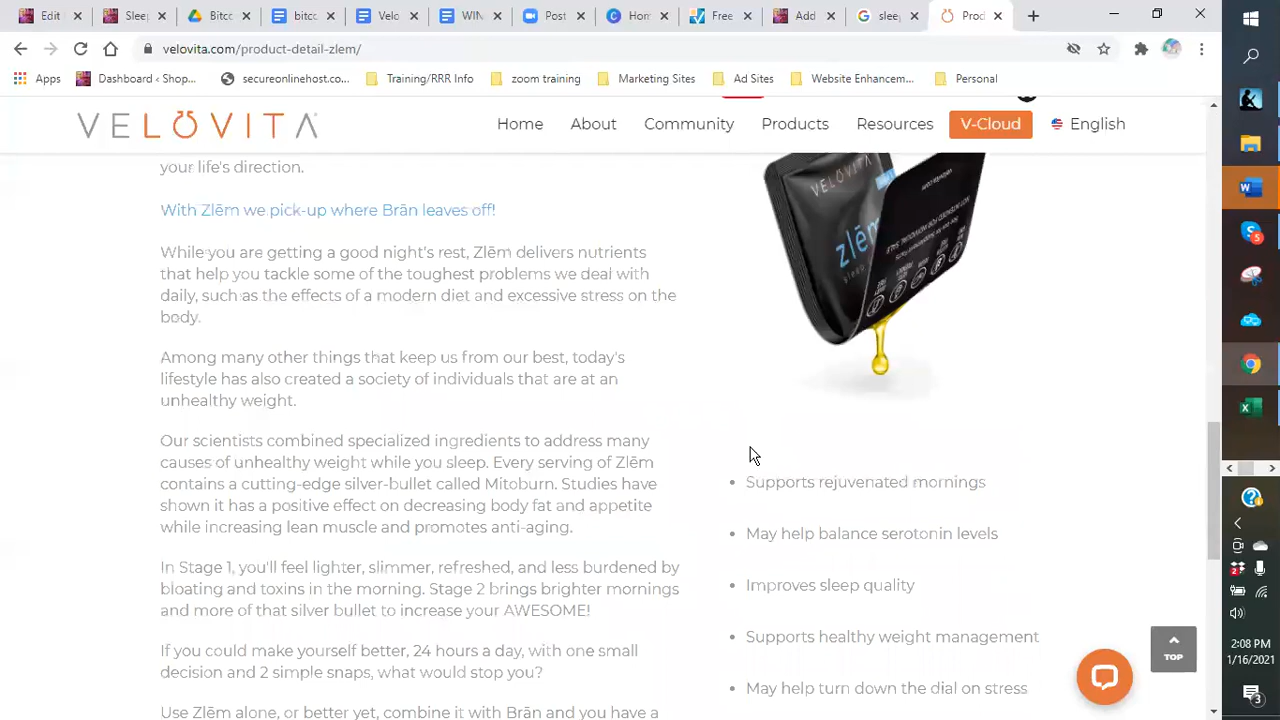 edit
Sleep
Bitco
bitco
Velo
WIN
Post
Hom
Free
Add
sleep
Prod
velovita.com/product-detail-zlem/
Apps
Dashboard ‹ Shop...
secureonlinehost.co...
Training/RRR Info
zoom training
Marketing Sites
Ad Sites
Website Enhancem...
Personal
VELOVITA
Home
About
Community
Products
Resources
V-Cloud
English
your life's direction.
With Zlēm we pick-up where Brān leaves off!
While you are getting a good night's rest, Zlēm delivers nutrients
that help you tackle some of the toughest problems we deal with
daily, such as the effects of a modern diet and excessive stress on the
body.
Among many other things that keep us from our best, today's
lifestyle has also created a society of individuals that are at an
unhealthy weight.
Our scientists combined specialized ingredients to address many
causes of unhealthy weight while you sleep. Every serving of Zlēm
contains a cutting-edge silver-bullet called Mitoburn. Studies have
shown it has a positive effect on decreasing body fat and appetite
while increasing lean muscle and promotes anti-aging.
In Stage 1, you'll feel lighter, slimmer, refreshed, and less burdened by
bloating and toxins in the morning. Stage 2 brings brighter mornings
and more of that silver bullet to increase your AWESOME!
If you could make yourself better, 24 hours a day, with one small
decision and 2 simple snaps, what would stop you?
Use Zlēm alone, or better yet, combine it with Brān and you have a
VELOVITA
zlēm
Supports rejuvenated mornings
May help balance serotonin levels
Improves sleep quality
Supports healthy weight management
May help turn down the dial on stress
TOP
2:08 PM
1/16/2021
3